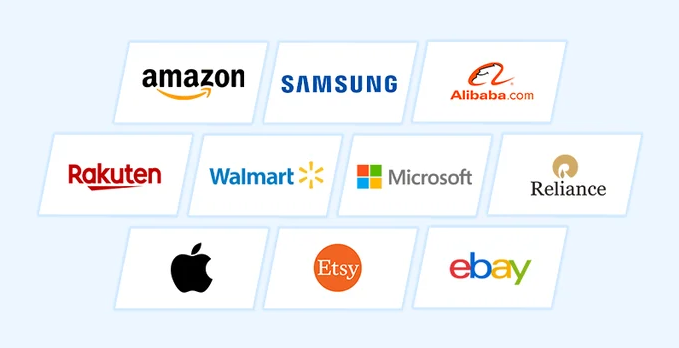 amazon
SAMSUNG
Alibaba.com
Rakuten
Walmart
Microsoft
Reliance
Etsy
ebay